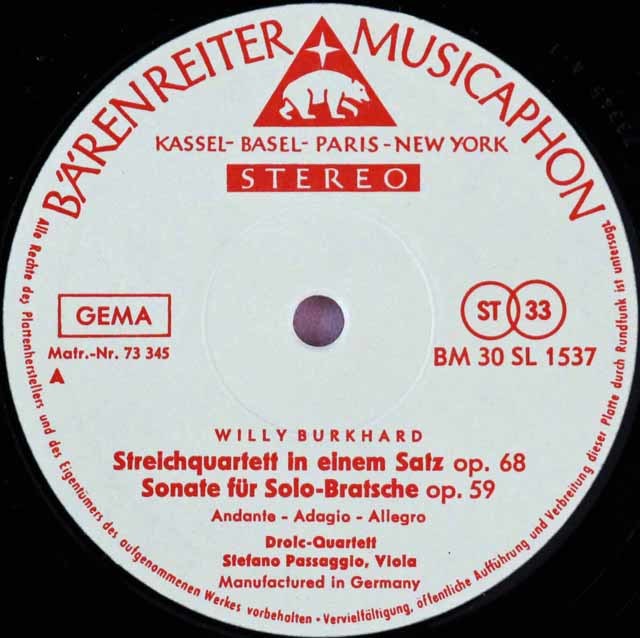 BÄRENREITER MUSICAPHON
KASSEL- BASEL- PARIS - NEW YORK
STEREO
GEMA
Matr.-Nr. 73 345
A
ST 33
BM 30 SL 1537
WILLY BURKHARD
Streichquartett in einem Satz op. 68
Sonate für Solo-Bratsche op. 59
Andante - Adagio - Allegro
Drolc-Quartett
Stefano Passaggio, Viola
Manufactured in Germany
Alle Rechte des Plattenherstellers und des Eigentümers des aufgenommenen Werkes vorbehalten • Vervielfältigung, öffentliche Aufführung und Verbreitung dieser Platte durch Rundfunk ist untersagt.